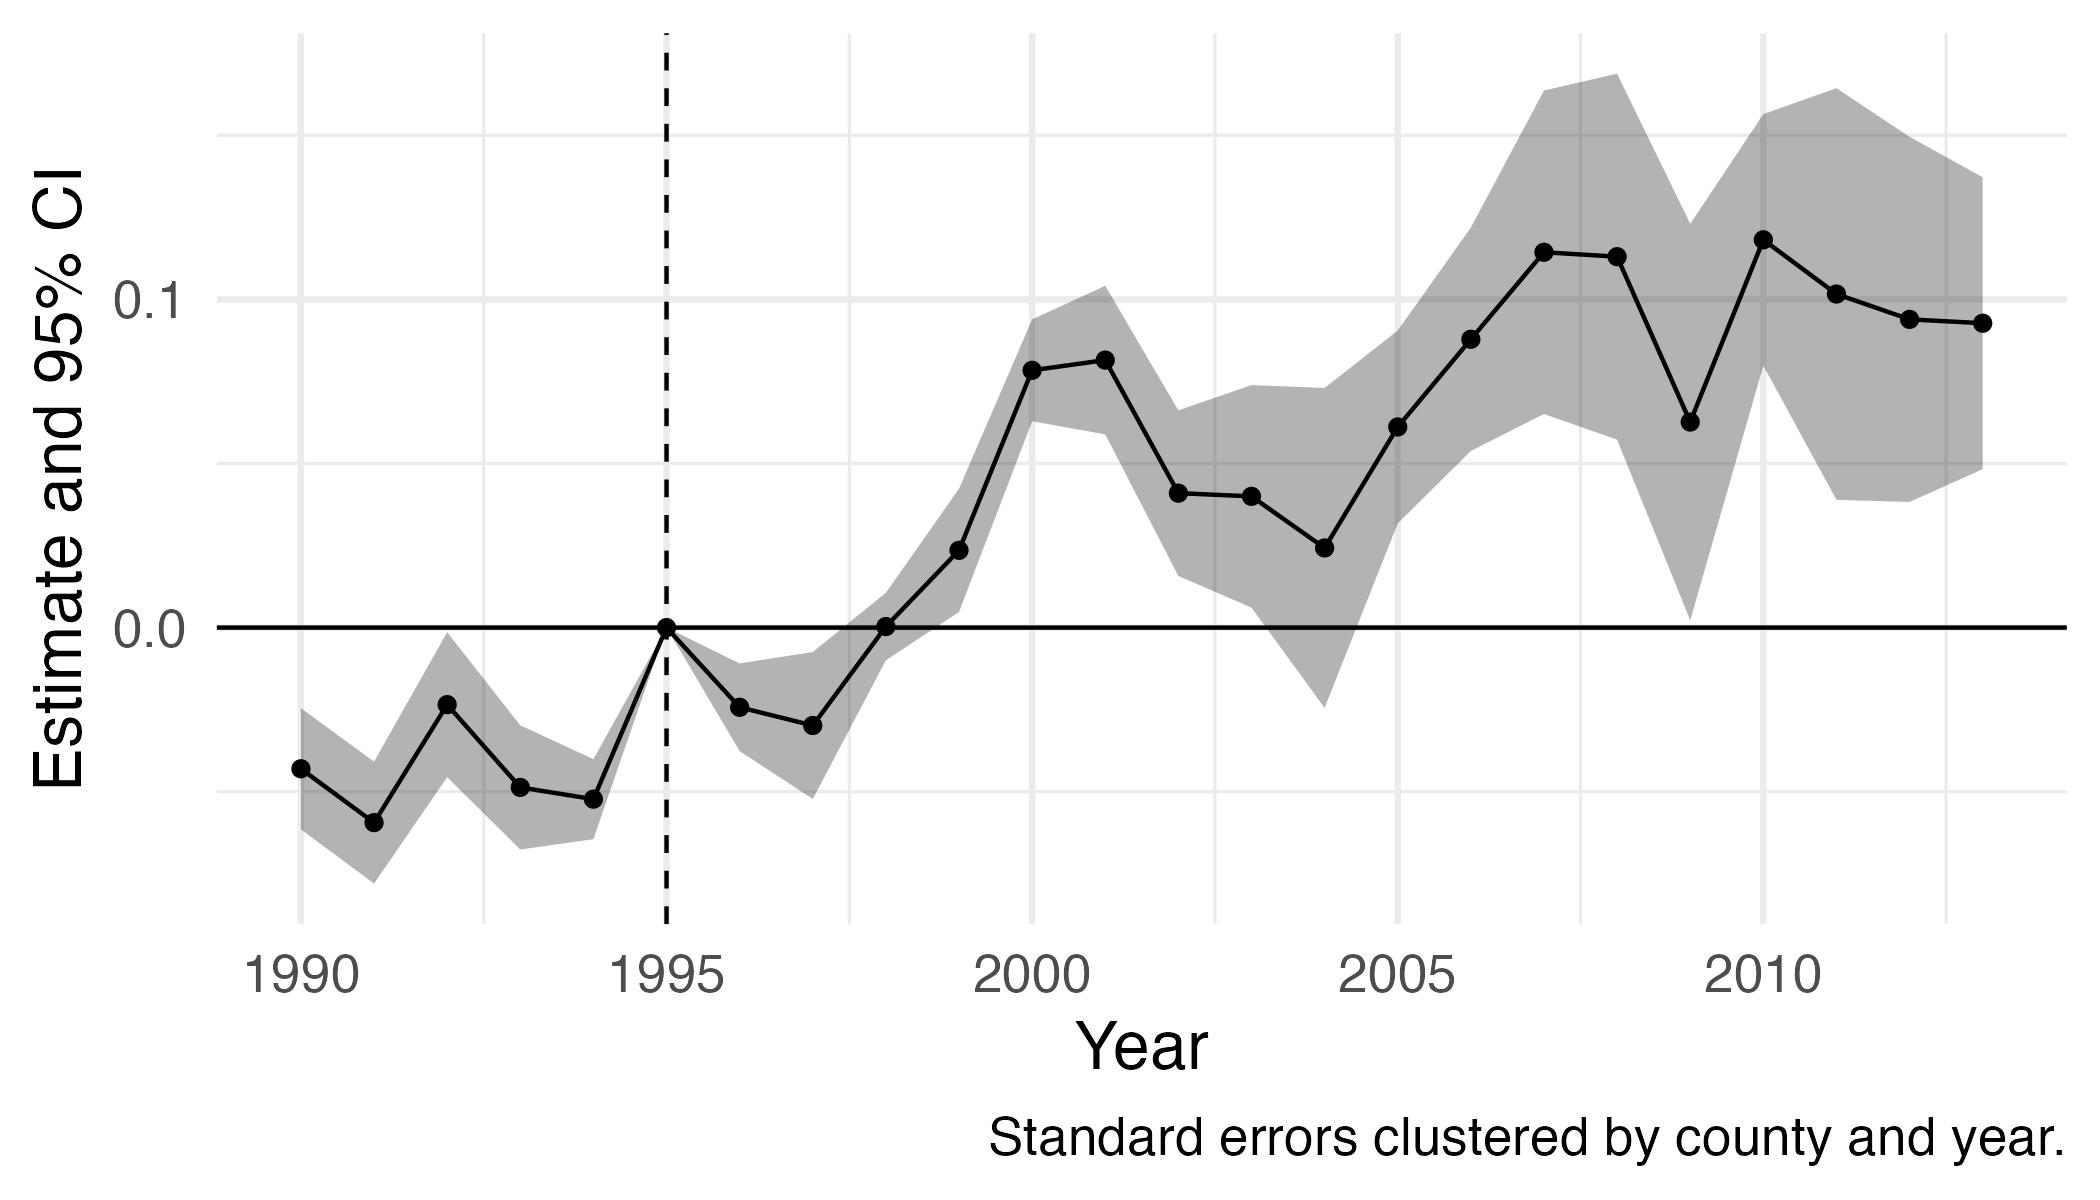 Estimate and 95% CI
0.1
0.0
1990 1995 2000 2005 2010
Year
Standard errors clustered by county and year.